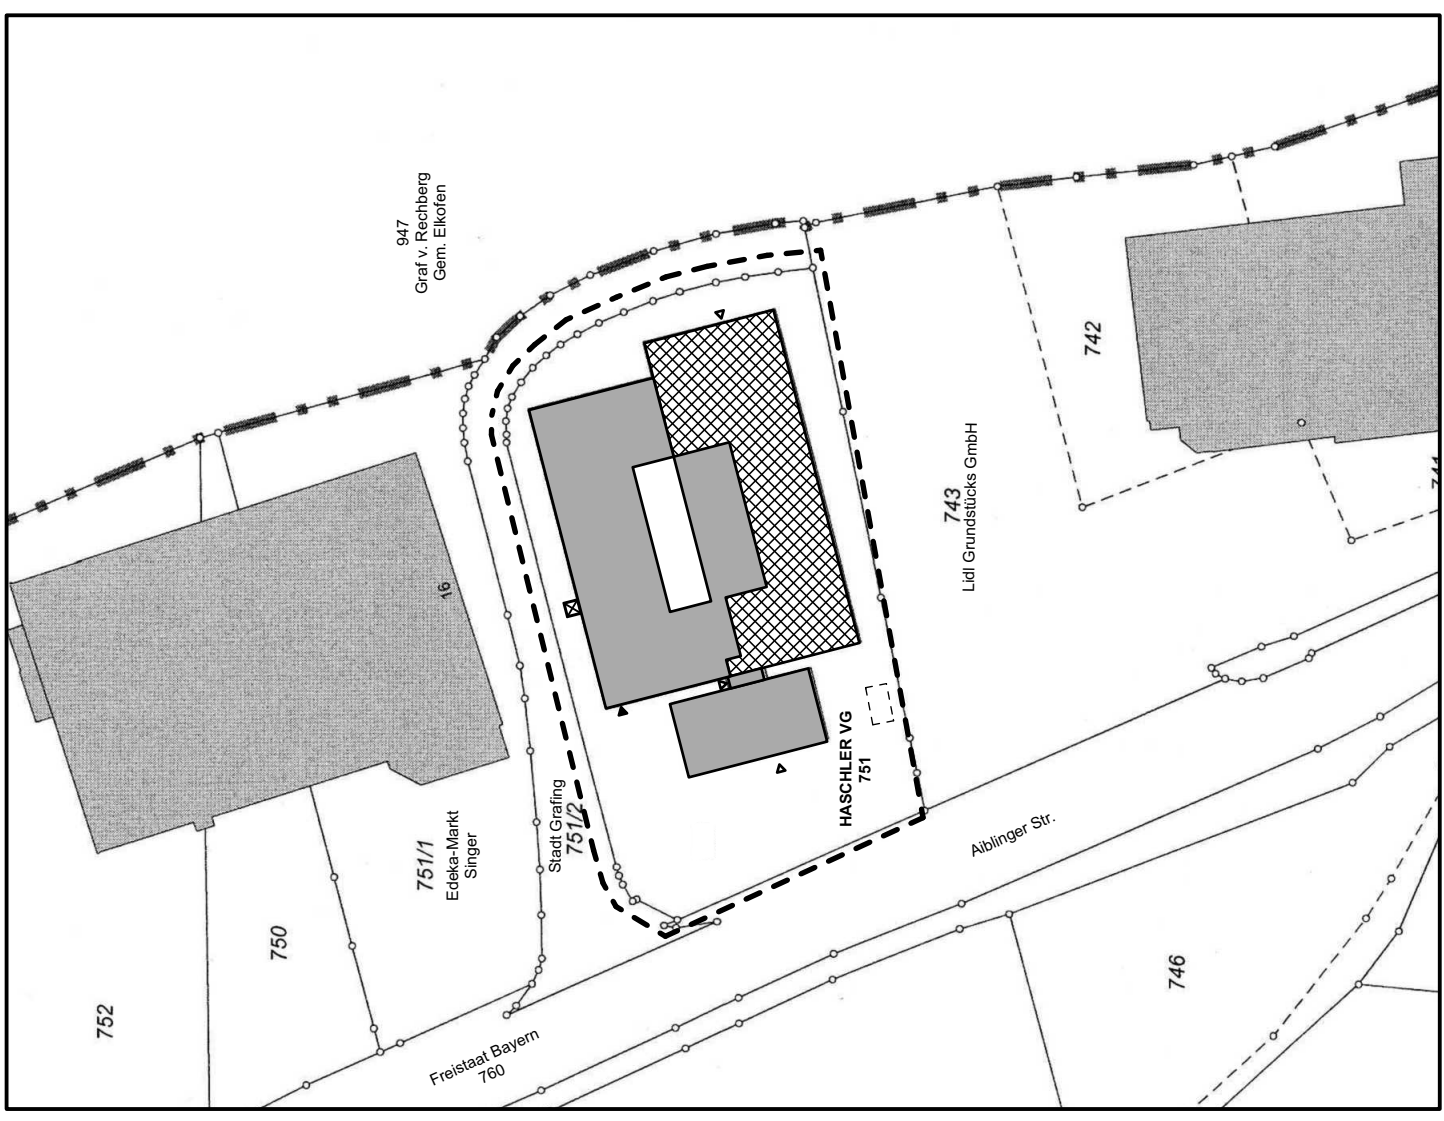 947
Graf v. Rechberg
Gem. Elkofen
742
743
Lidl Grundstücks GmbH
16
HASCHLER VG
751
Stadt Grafing
751/2
751/1
Edeka-Markt
Singer
Aiblinger Str.
750
752
746
Freistaat Bayern
760